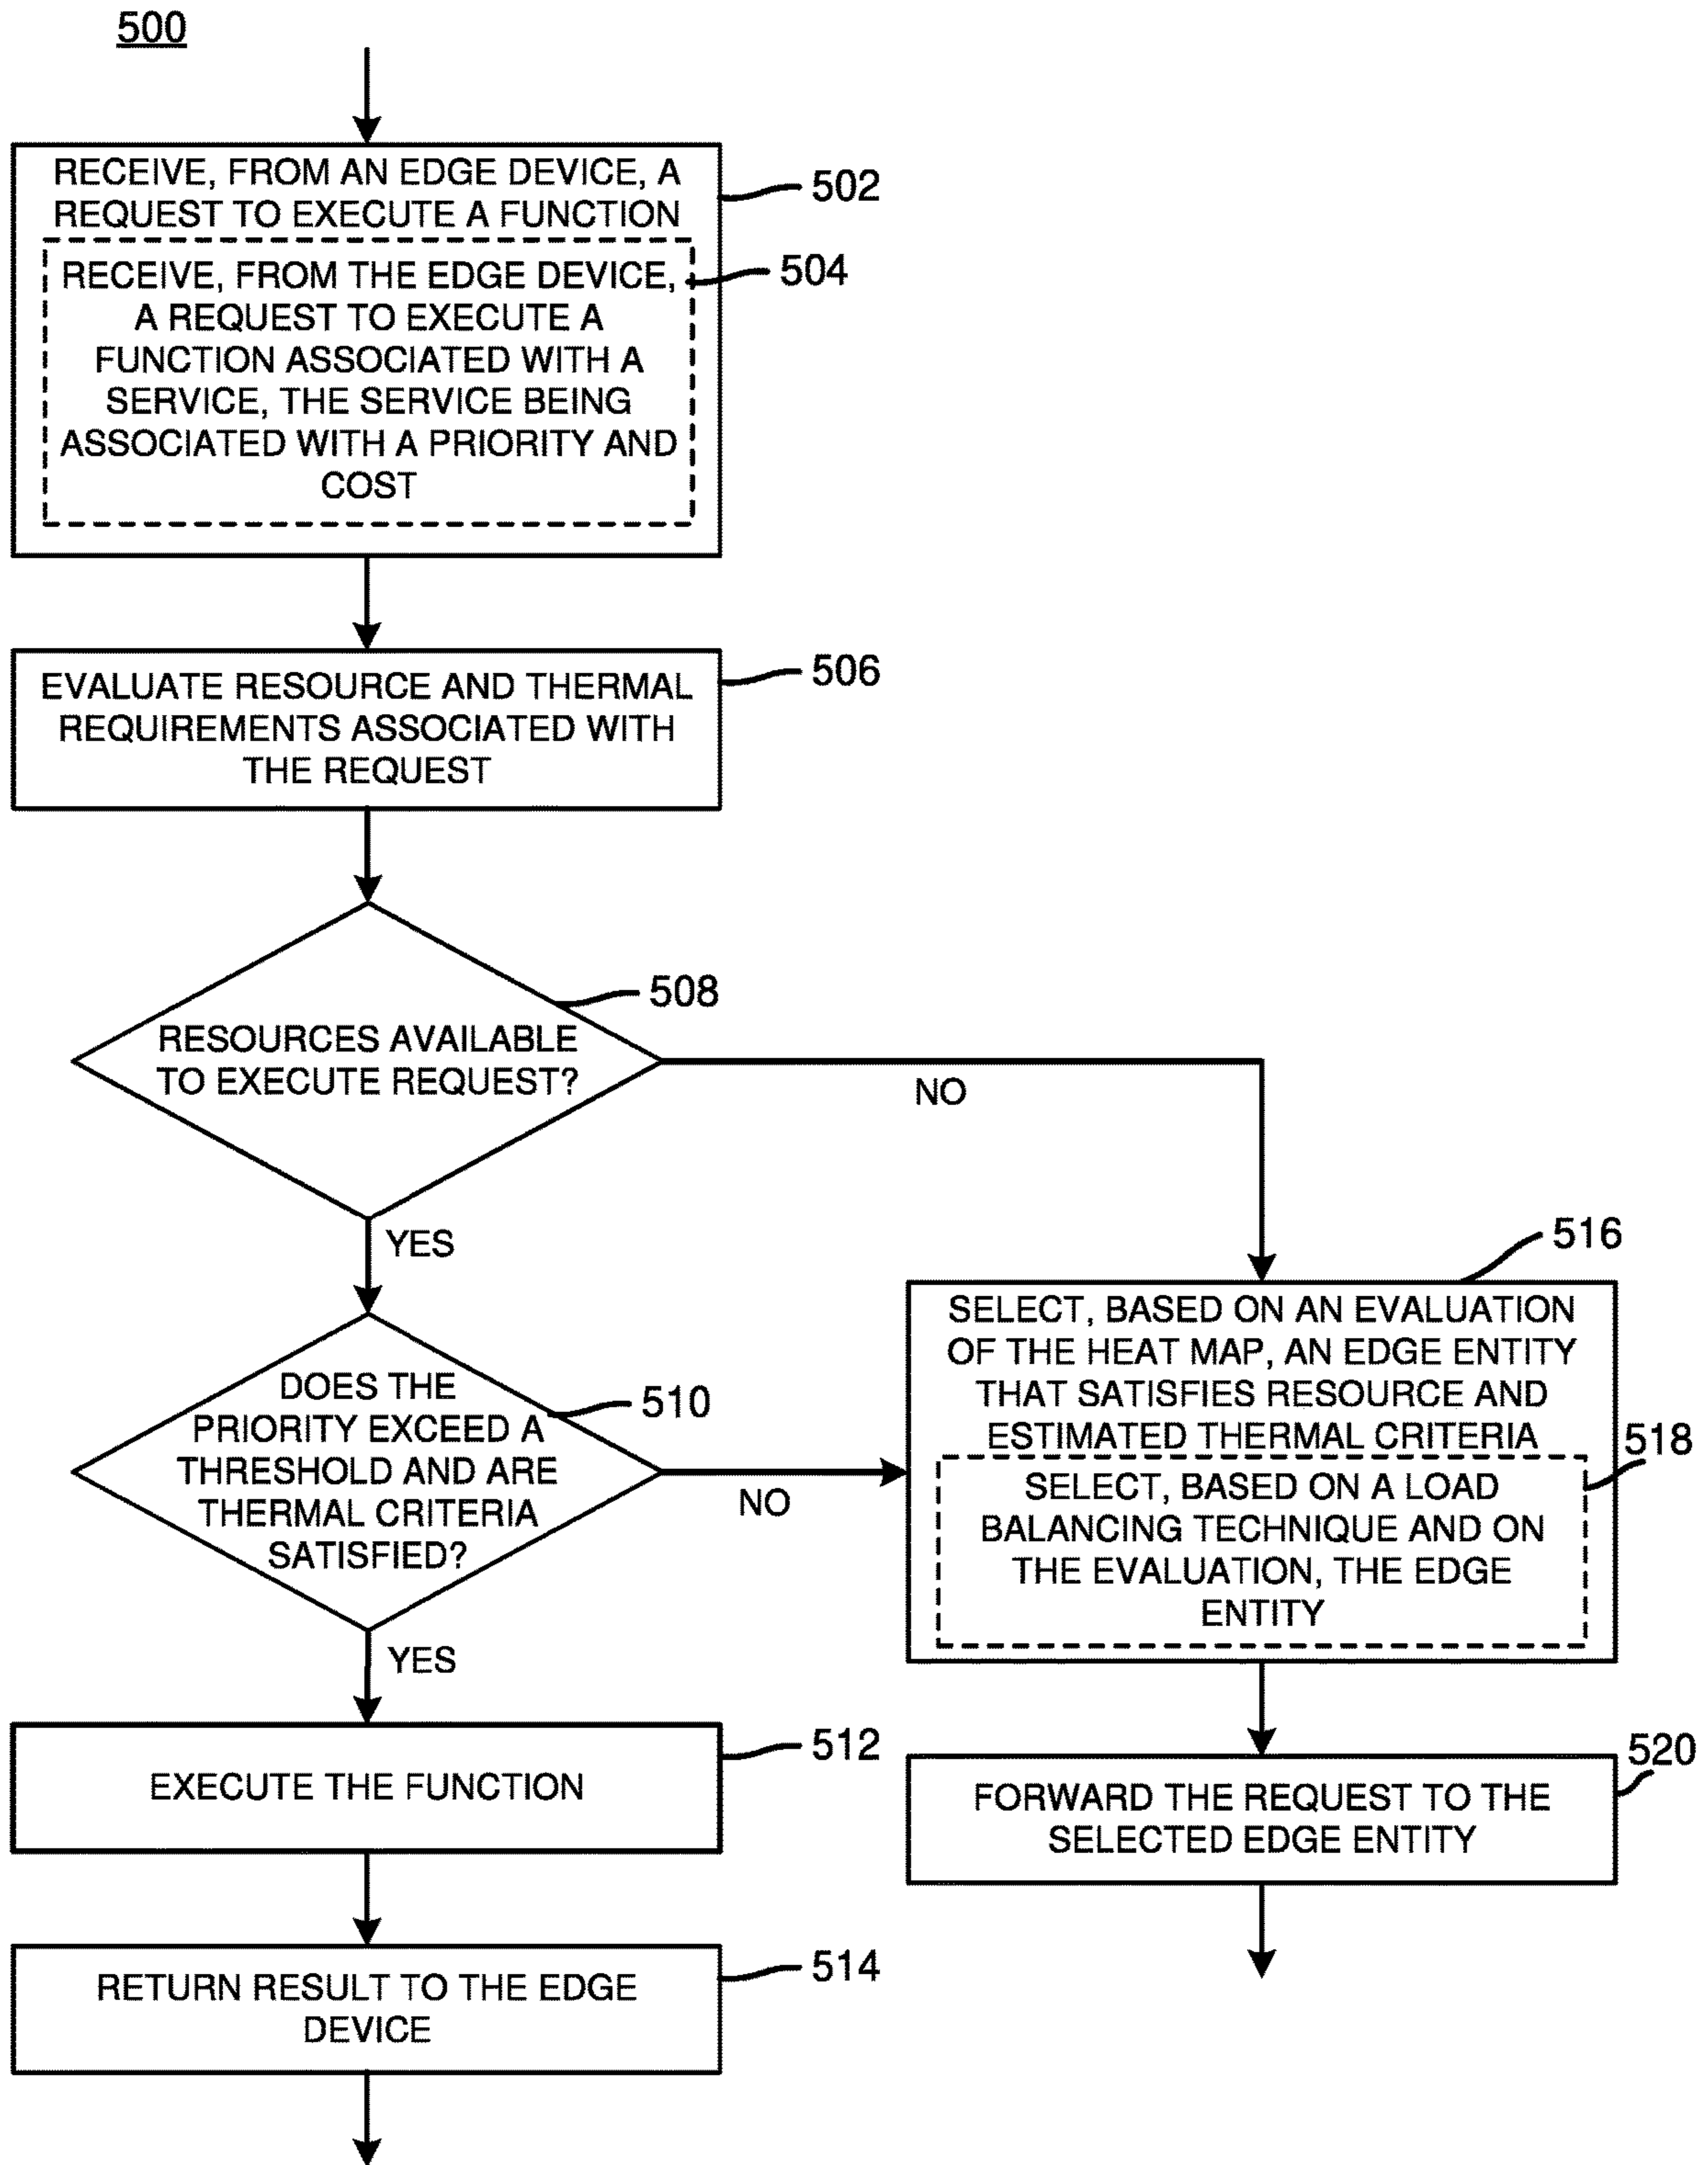 500
RECEIVE, FROM AN EDGE DEVICE, A
REQUEST TO EXECUTE A FUNCTION
502
RECEIVE, FROM THE EDGE DEVICE,
A REQUEST TO EXECUTE A
FUNCTION ASSOCIATED WITH A
SERVICE, THE SERVICE BEING
ASSOCIATED WITH A PRIORITY AND
COST
504
EVALUATE RESOURCE AND THERMAL
REQUIREMENTS ASSOCIATED WITH
THE REQUEST
506
RESOURCES AVAILABLE
TO EXECUTE REQUEST?
508
NO
YES
DOES THE
PRIORITY EXCEED A
THRESHOLD AND ARE
THERMAL CRITERIA
SATISFIED?
510
NO
YES
EXECUTE THE FUNCTION
512
RETURN RESULT TO THE EDGE
DEVICE
514
516
SELECT, BASED ON AN EVALUATION
OF THE HEAT MAP, AN EDGE ENTITY
THAT SATISFIES RESOURCE AND
ESTIMATED THERMAL CRITERIA
518
SELECT, BASED ON A LOAD
BALANCING TECHNIQUE AND ON
THE EVALUATION, THE EDGE
ENTITY
520
FORWARD THE REQUEST TO THE
SELECTED EDGE ENTITY